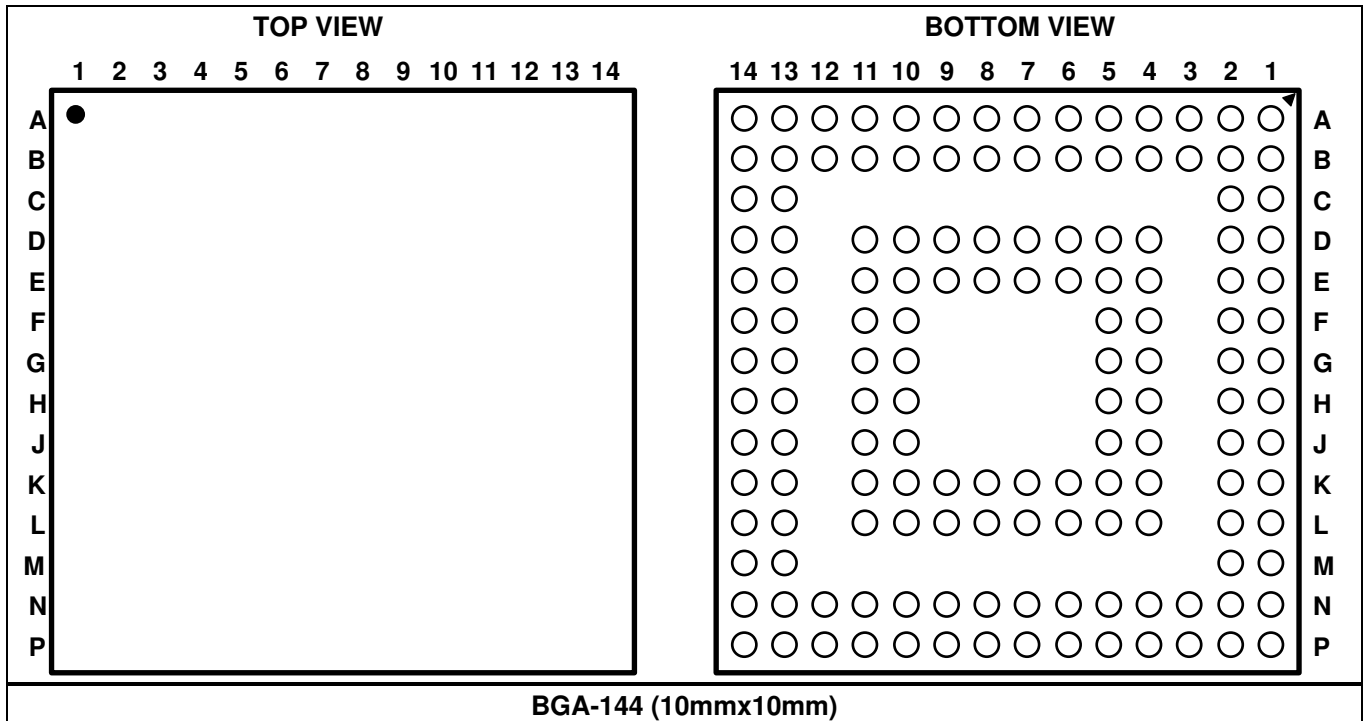 TOP VIEW
BOTTOM VIEW
1 2 3 4 5 6 7 8 9 10 11 12 13 14
14 13 12 11 10 9 8 7 6 5 4 3 2 1
A A
B B
C C
D D
E E
F F
G G
H H
J J
K K
L L
M M
N N
P P
BGA-144 (10mmx10mm)